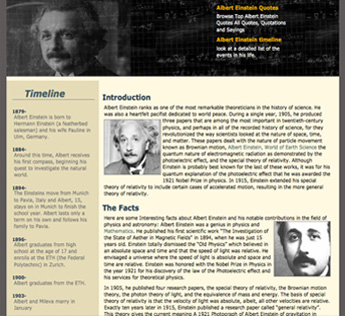 Albert Einstein Quotes
Browse Top Albert Einstein
Quotes All Quotes, Quotations
and Sayings
Albert Einstein timeline
look at a detailed list of the
events in his life.
Timeline
1879-
Albert Einstein is born to
Hermann Einstein (a featherbed
salesman) and his wife Pauline in
Ulm, Germany.
1884-
Around this time, Albert receives
his first compass, beginning his
quest to investigate the natural
world.
1894-
The Einsteins move from Munich
to Pavia, Italy and Albert, 15,
stays on in Munich to finish the
school year. Albert lasts only a
term on his own and follows his
family to Pavia.
1896-
Albert graduates from high
school at the age of 17 and
enrolls at the ETH (the Federal
Polytechnic) in Zurich.
1900-
Albert graduates from the ETH.
1903-
Albert and Mileva marry in
January
Introduction
Albert Einstein ranks as one of the most remarkable theoreticians in the history of science. He
was also a heartfelt pacifist dedicated to world peace. During a single year, 1905, he produced
three papers that are among the most important in twentieth-century
physics, and perhaps in all of the recorded history of science, for they
revolutionized the way scientists looked at the nature of space, time,
and matter. These papers dealt with the nature of particle movement
known as Brownian motion, Albert Einstein, World of Earth Science the
quantum nature of electromagnetic radiation as demonstrated by the
photoelectric effect, and the special theory of relativity. Although
Einstein is probably best known for the last of these works, it was for his
quantum explanation of the photoelectric effect that he was awarded the
1921 Nobel Prize in Physics. In 1915, Einstein extended his special
theory of relativity to include certain cases of accelerated motion, resulting in the more general
theory of relativity.
The Facts
Here are some Interesting facts about Albert Einstein and his notable contributions in the field of
physics and astronomy: Albert Einstein was a genius in physics and
Mathematics. He published his first scientific work "The Investigation of
the State of Aether in Magnetic Fields" in 1894, when he was just 15
years old. Einstein totally dismissed the "Old Physics" which believed in
an absolute space and time and that the speed of light was relative. He
envisaged a universe where the speed of light is absolute and space and
time are relative. Einstein was honored with the Nobel Prize in Physics in
the year 1921 for his discovery of the law of the Photoelectric effect and
his services for theoretical physics.
In 1905, he published four research papers, the special theory of relativity, the Brownian motion
theory, the photon theory of light, and the equivalence of mass and energy. The basis of special
theory of relativity is that the velocity of light was absolute, albeit, all other velocities are relative.
Exactly ten years later in 1915, Einstein published a research paper called "general relativity".